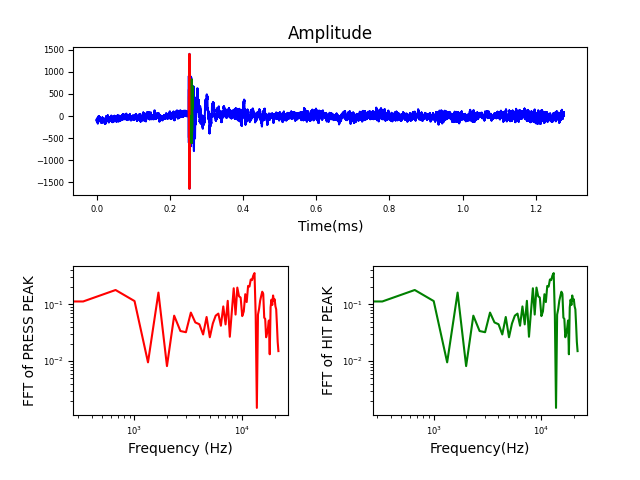 Amplitude
1500
1000
500
0
−500
−1000
−1500
0.0 0.2 0.4 0.6 0.8 1.0 1.2
Time(ms)
FFT of PRESS PEAK
10⁻¹
10⁻²
10³ 10⁴
Frequency (Hz)
FFT of HIT PEAK
10⁻¹
10⁻²
10³ 10⁴
Frequency(Hz)